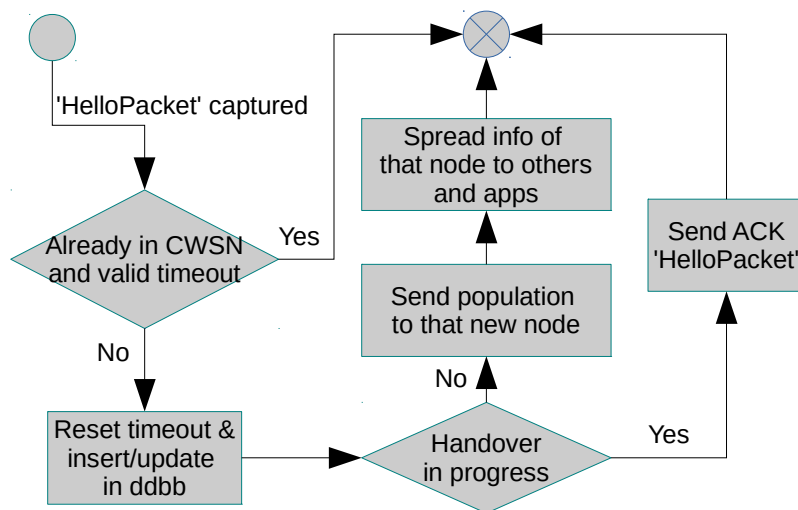 'HelloPacket' captured
Already in CWSN
and valid timeout
Yes
No
Reset timeout &
insert/update
in ddbb
Handover
in progress
No
Send population
to that new node
Spread info of
that node to others
and apps
Yes
Send ACK
'HelloPacket'